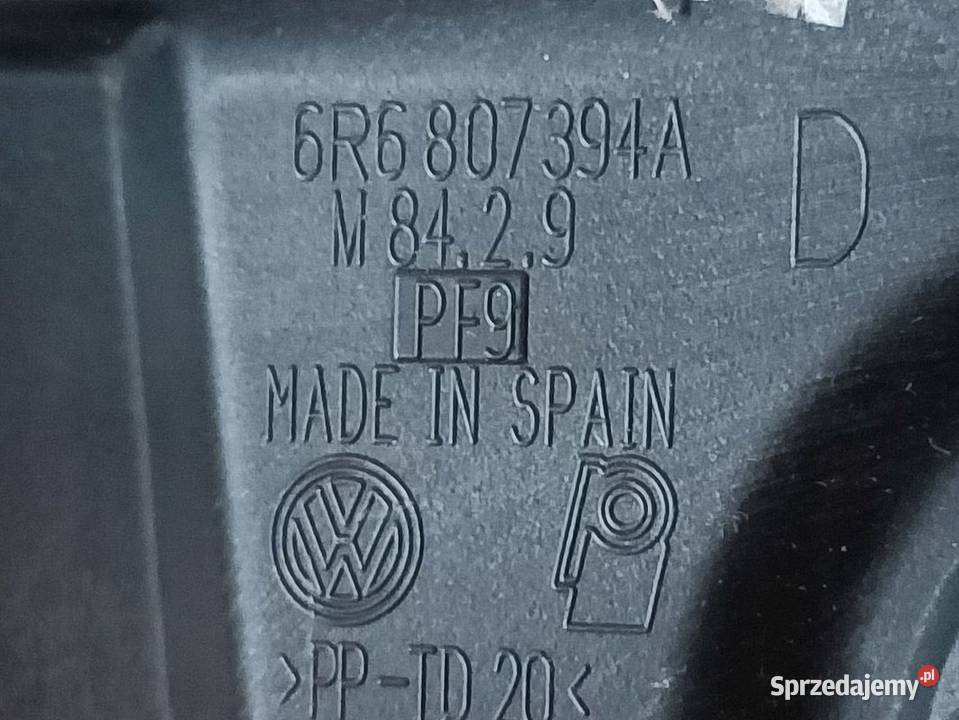 6R6 807 394A
D
M 84.2.9
PF9
MADE IN SPAIN
>PP-TD 20<
Sprzedajemy.pl